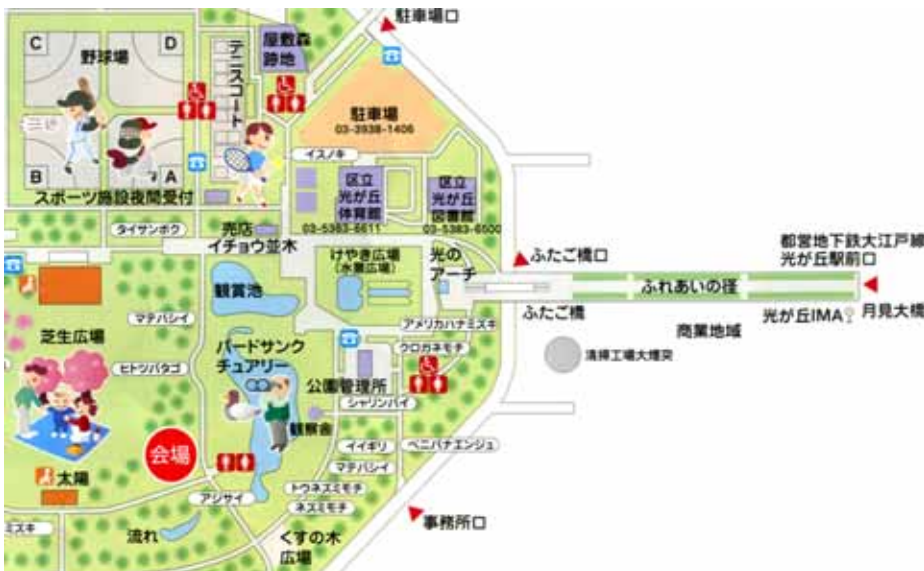 駐車場口
C
D
野球場
テニスコート
屋敷森
跡地
駐車場
03-3938-1406
イスノキ
B
A
スポーツ施設夜間受付
区立
光が丘
体育館
03-5383-6611
区立
光が丘
図書館
03-5383-6500
タイサンボク
売店
イチョウ並木
けやき広場
(水景広場)
光の
アーチ
ふたご橋口
都営地下鉄大江戸線
光が丘駅前口
観賞池
ふれあいの径
ふたご橋
光が丘IMA
月見大橋
商業地域
マテバシイ
芝生広場
アメリカハナミズキ
バードサンク
チュアリー
ウロガネモチ
清掃工場大煙突
ヒトツバタゴ
公園管理所
シャリンバイ
観察舎
会場
イイギリ
ベニバナエンジュ
マテバシイ
太陽
トウネズミモチ
アジサイ
ネズミモチ
ミズキ
流れ
くすの木
広場
事務所口